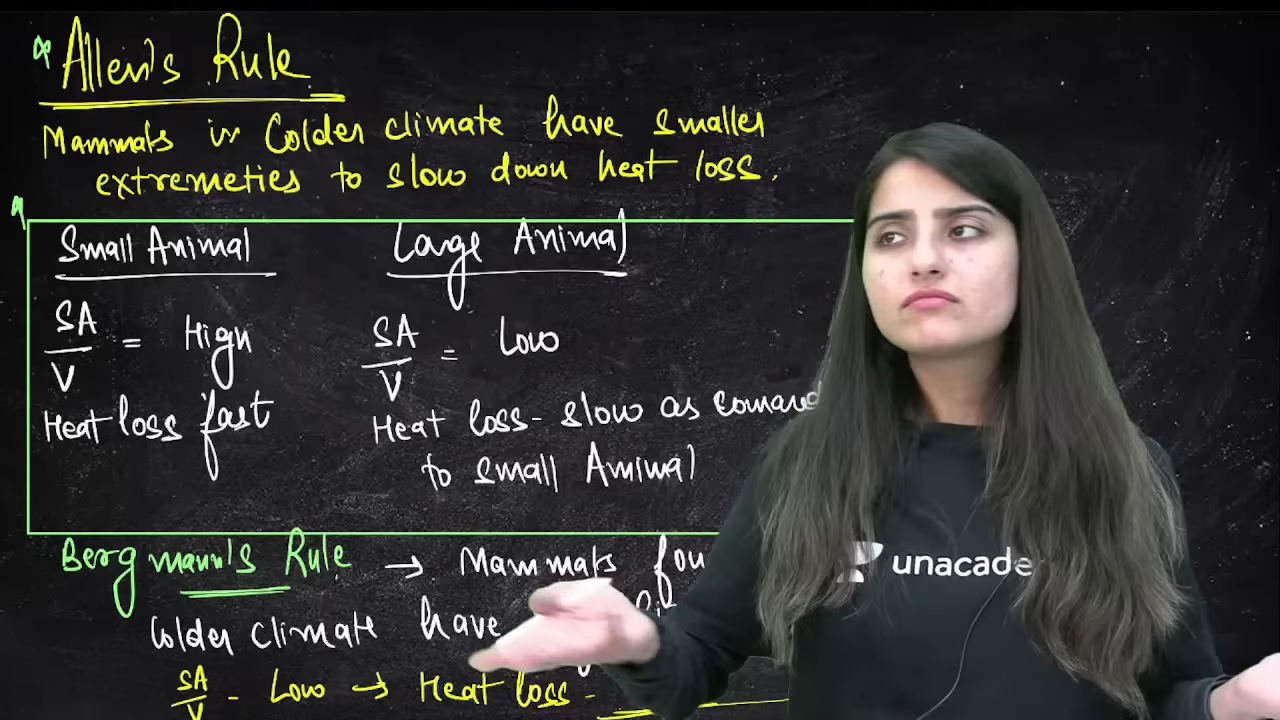 Allen's Rule
Mammals in Colder climate have smaller
extremeties to slow down heat loss.
Small Animal
Large Animal
SA/V = High
SA/V = Low
Heat loss fast
Heat loss - slow as comared
to small Animal
Bergmann's Rule → Mammals fou
Colder climate have
SA/V - Low → Heat loss -
unacade